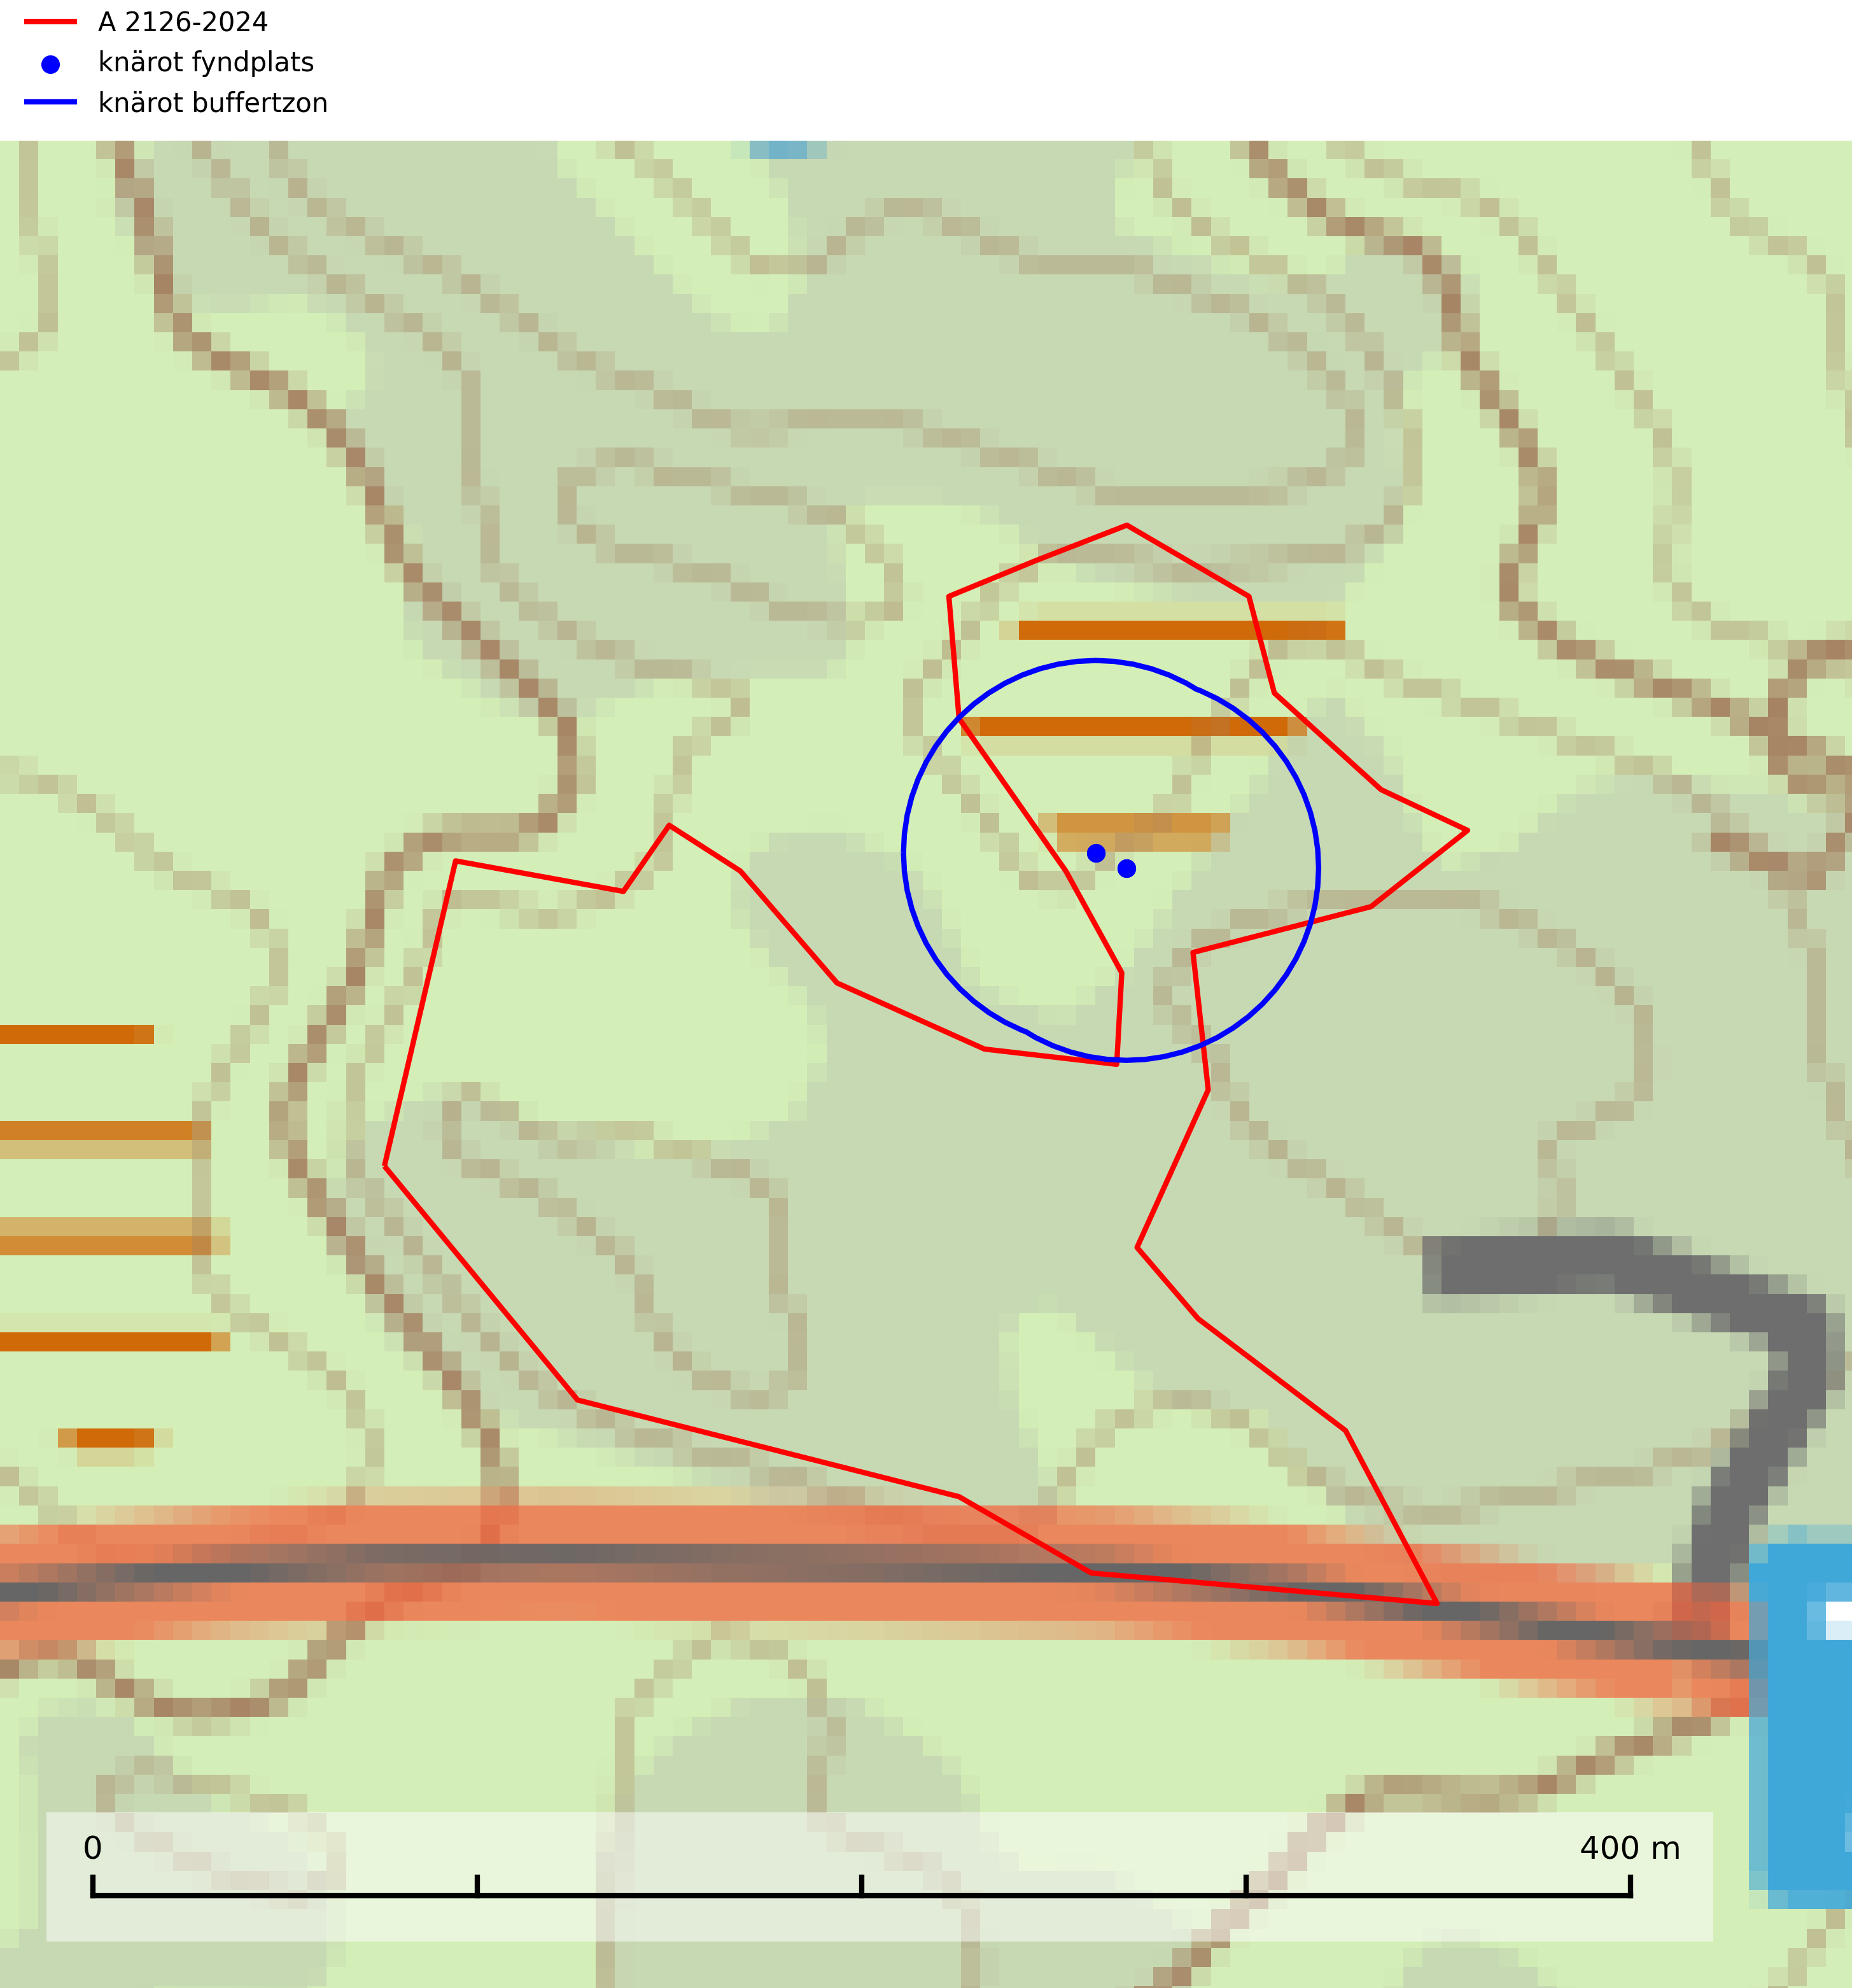 A 2126-2024
knärot fyndplats
knärot buffertzon
0 400 m